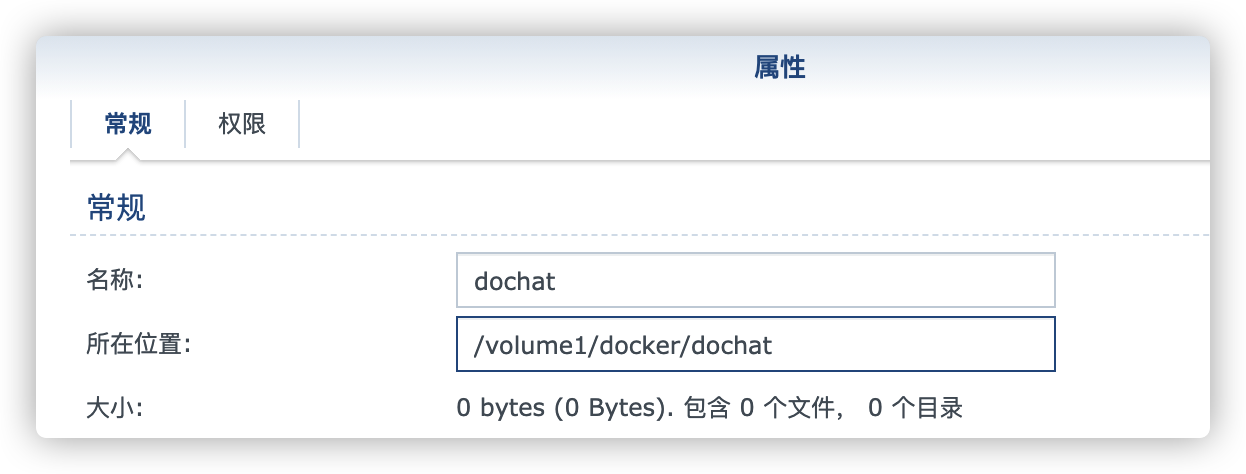 属性
常规 权限
常规
名称: dochat
所在位置: /volume1/docker/dochat
大小: 0 bytes (0 Bytes). 包含 0 个文件， 0 个目录